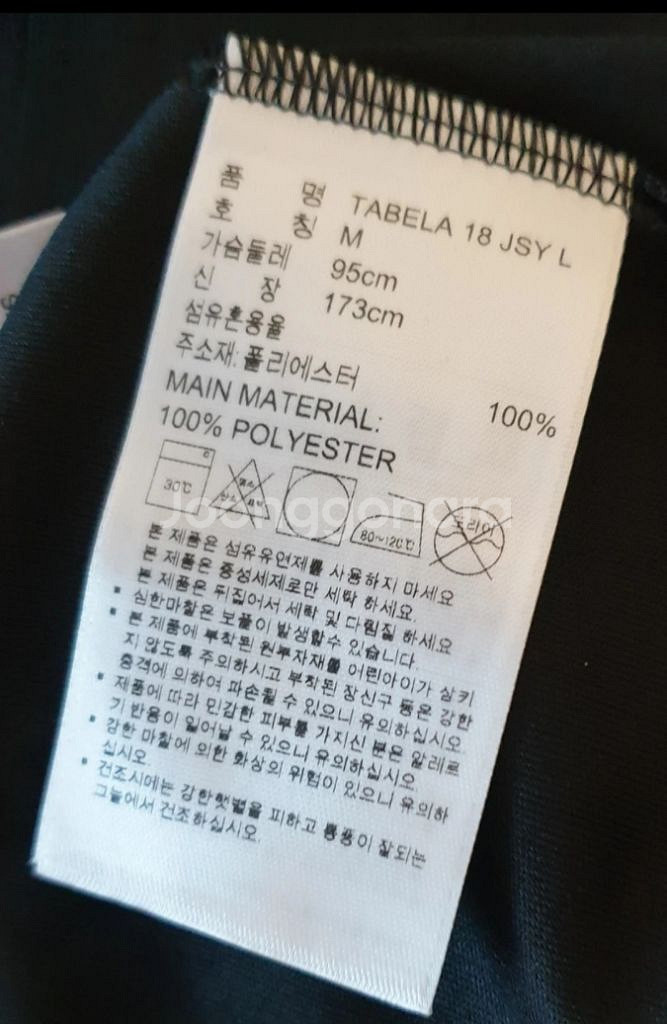 품 명 TABELA 18 JSY L
호 칭 M
가슴둘레 95cm
신 장 173cm
섬유혼용율
주소재: 폴리에스터 100%
MAIN MATERIAL:
100% POLYESTER
30℃ 염소 산소 표백 80~120℃ 드라이
Joonggonara
본 제품은 섬유유연제를 사용하지 마세요
본 제품은 중성세제로만 세탁 하세요.
본 제품은 뒤집어서 세탁 및 다림질 하세요
▪ 심한마찰은 보풀이 발생할수 있습니다.
▪ 본 제품에 부착된 원부자재를 어린아이가 삼키
지 않도록 주의하시고 부착된 장신구 등은 강한
충격에 의하여 파손될 수 있으니 유의하십시오.
▪ 제품에 따라 민감한 피부를 가지신 분은 알레르
기 반응이 일어날 수 있으니 유의하십시오.
▪ 강한 마찰에 의한 화상의 위험이 있으니 유의하
십시오.
▪ 건조시에는 강한햇볕을 피하고 통풍이 잘되는
그늘에서 건조하십시오.